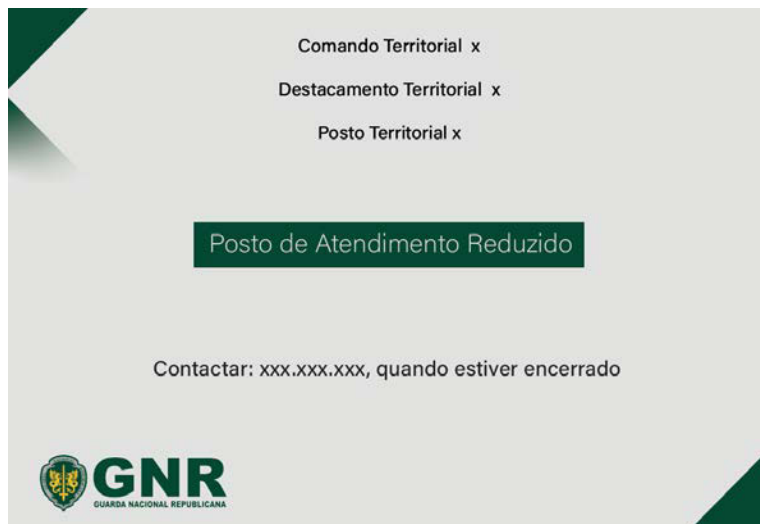 Comando Territorial x
Destacamento Territorial x
Posto Territorial x
Posto de Atendimento Reduzido
Contactar: xxx.xxx.xxx, quando estiver encerrado
GNR
GUARDA NACIONAL REPUBLICANA